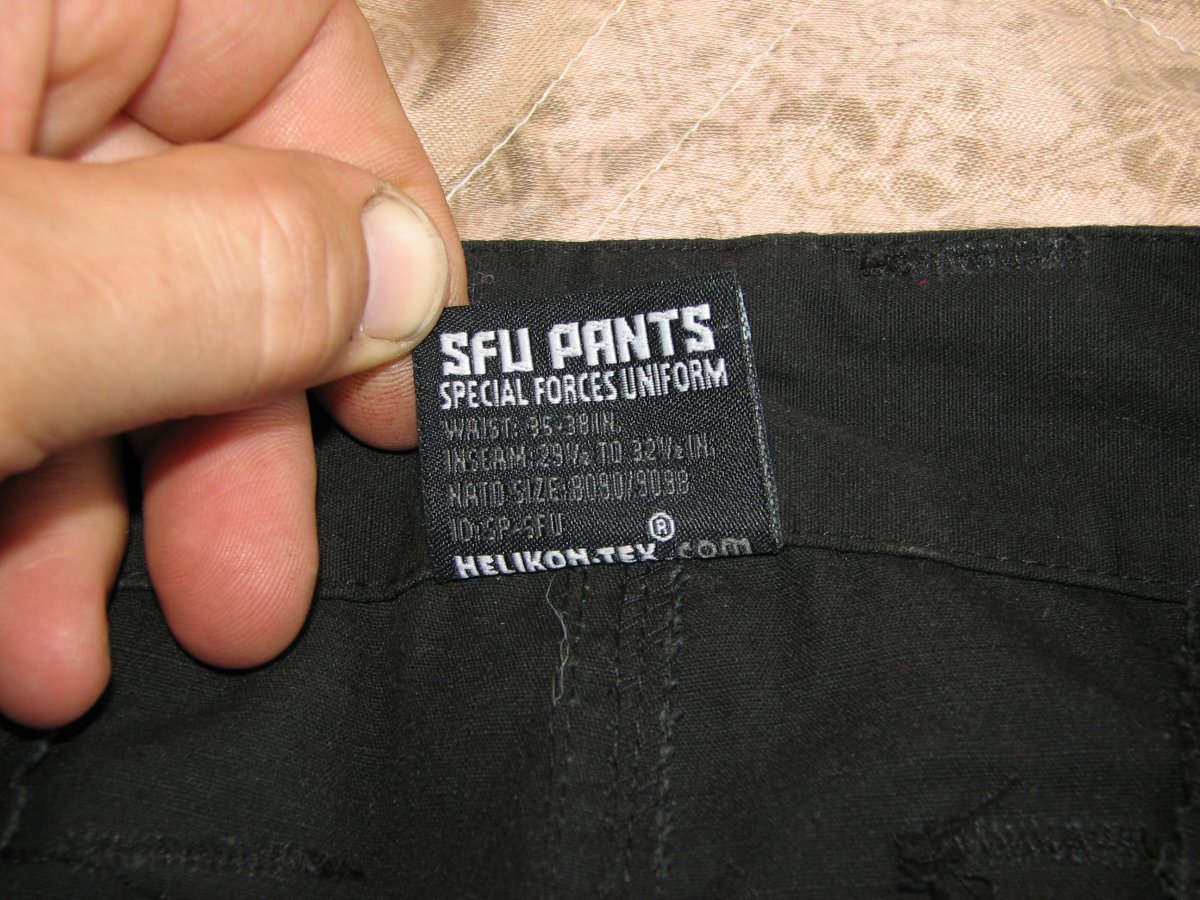 SFU PANTS
SPECIAL FORCES UNIFORM
WAIST: 35-38IN.
INSEAM: 29½ TO 32½ IN.
NATO SIZE: 8090/9098
ID: SP-SFU
HELIKON-TEX®.com